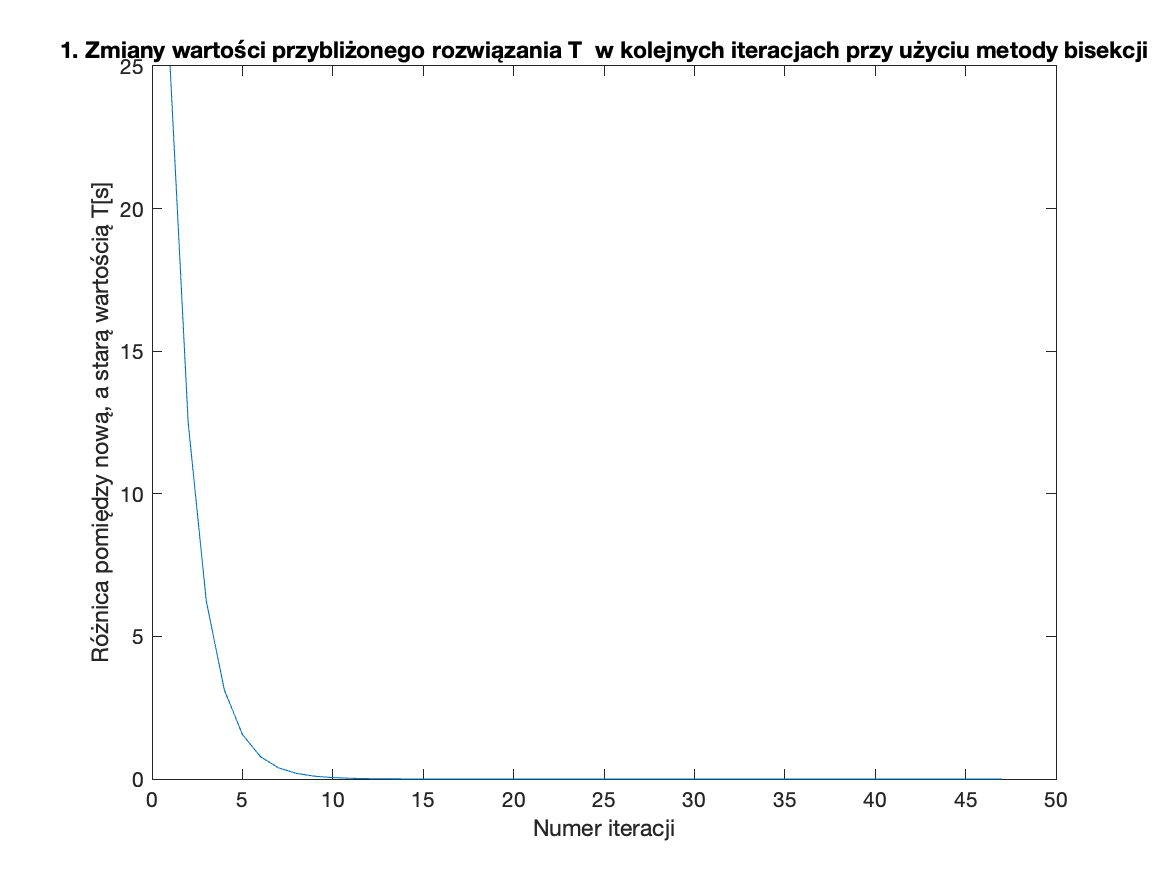 1. Zmiany wartości przybliżonego rozwiązania T  w kolejnych iteracjach przy użyciu metody bisekcji
Różnica pomiędzy nową, a starą wartością T[s]
25
20
15
10
5
0
0 5 10 15 20 25 30 35 40 45 50
Numer iteracji